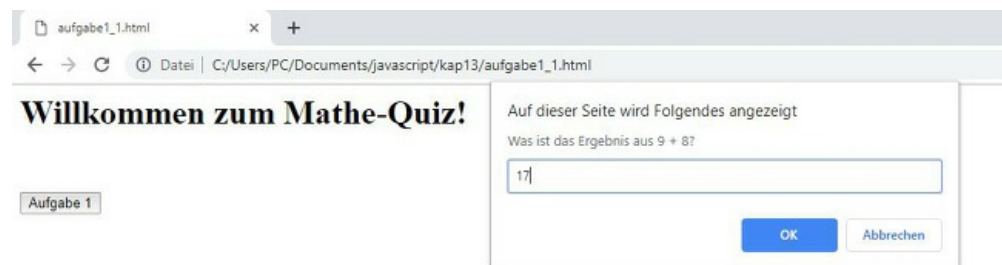 aufgabe1_1.html
Datei | C:/Users/PC/Documents/javascript/kap13/aufgabe1_1.html
Willkommen zum Mathe-Quiz!
Aufgabe 1
Auf dieser Seite wird Folgendes angezeigt
Was ist das Ergebnis aus 9 + 8?
17
OK Abbrechen